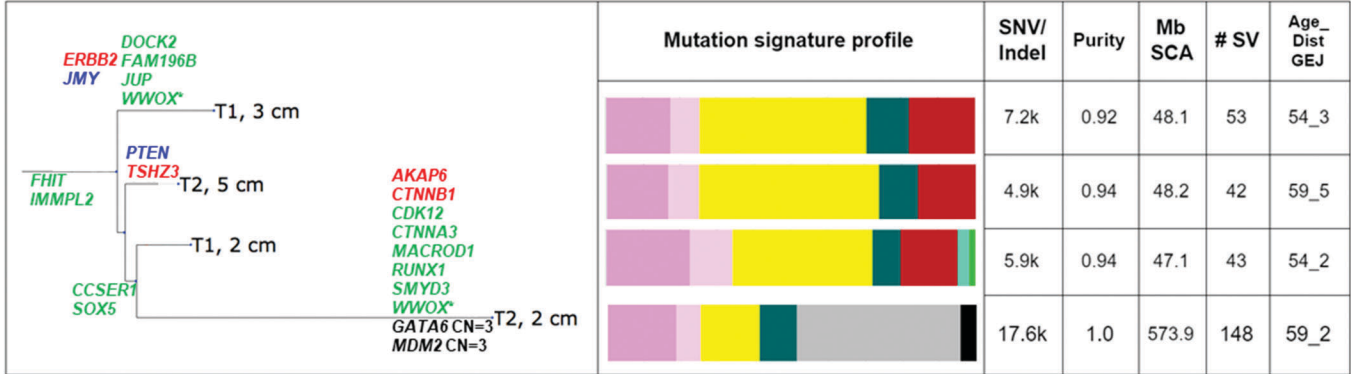 Mutation signature profile
SNV/
Indel
Purity
Mb
SCA
# SV
Age_
Dist
GEJ
DOCK2
ERBB2 FAM196B
JMY JUP
WWOX*
T1, 3 cm
7.2k 0.92 48.1 53 54_3
PTEN
TSHZ3
FHIT
IMMPL2
T2, 5 cm
4.9k 0.94 48.2 42 59_5
AKAP6
CTNNB1
CDK12
CTNNA3
MACROD1
RUNX1
SMYD3
WWOX*
GATA6 CN=3
MDM2 CN=3
T1, 2 cm
5.9k 0.94 47.1 43 54_2
CCSER1
SOX5
T2, 2 cm
17.6k 1.0 573.9 148 59_2